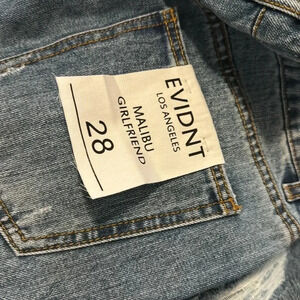 EVIDNT
LOS ANGELES
MALIBU
GIRLFRIEND
28